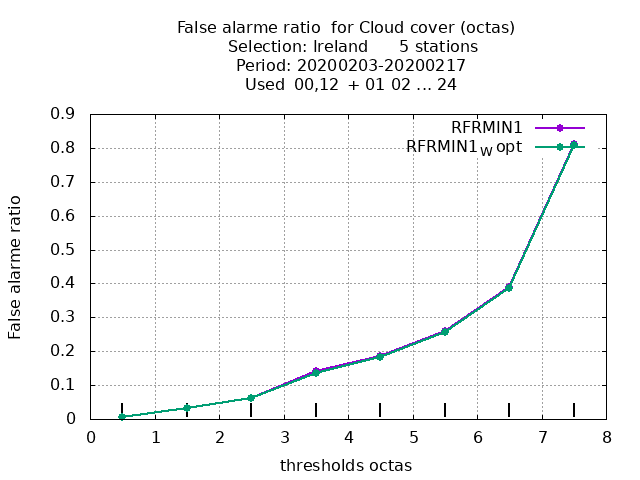 False alarme ratio  for Cloud cover (octas)
Selection: Ireland      5 stations
Period: 20200203-20200217
Used  00,12  + 01 02 ... 24
RFRMIN1
RFRMIN1W opt
False alarme ratio
0.9
0.8
0.7
0.6
0.5
0.4
0.3
0.2
0.1
0
0 1 2 3 4 5 6 7 8
thresholds octas